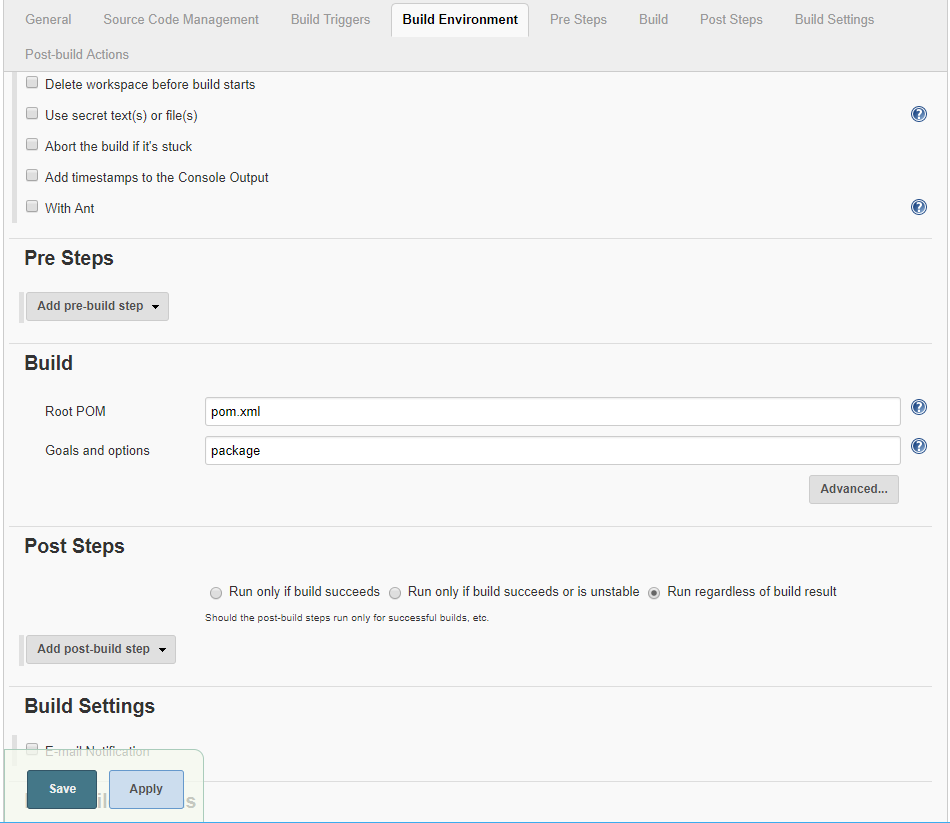 General Source Code Management Build Triggers Build Environment Pre Steps Build Post Steps Build Settings
Post-build Actions
Delete workspace before build starts
Use secret text(s) or file(s)
?
Abort the build if it's stuck
Add timestamps to the Console Output
With Ant
?
Pre Steps
Add pre-build step
Build
Root POM pom.xml
?
Goals and options package
?
Advanced...
Post Steps
Run only if build succeeds Run only if build succeeds or is unstable Run regardless of build result
Should the post-build steps run only for successful builds, etc.
Add post-build step
Build Settings
E-mail Notification
Save Apply